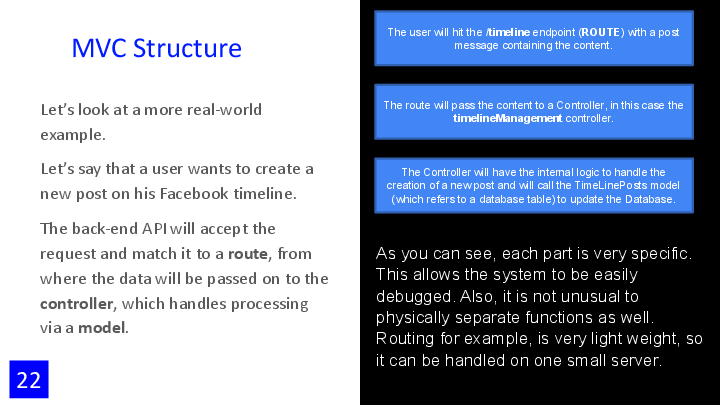 MVC Structure
Let's look at a more real-world
example.
Let's say that a user wants to create a
new post on his Facebook timeline.
The back-end API will accept the
request and match it to a route, from
where the data will be passed on to the
controller, which handles processing
via a model.
22
The user will hit the /timeline endpoint (ROUTE) with a post
message containing the content.
The route will pass the content to a Controller, in this case the
timelineManagement controller.
The Controller will have the internal logic to handle the
creation of a new post and will call the TimeLinePosts model
(which refers to a database table) to update the Database.
As you can see, each part is very specific.
This allows the system to be easily
debugged. Also, it is not unusual to
physically separate functions as well.
Routing for example, is very light weight, so
it can be handled on one small server.